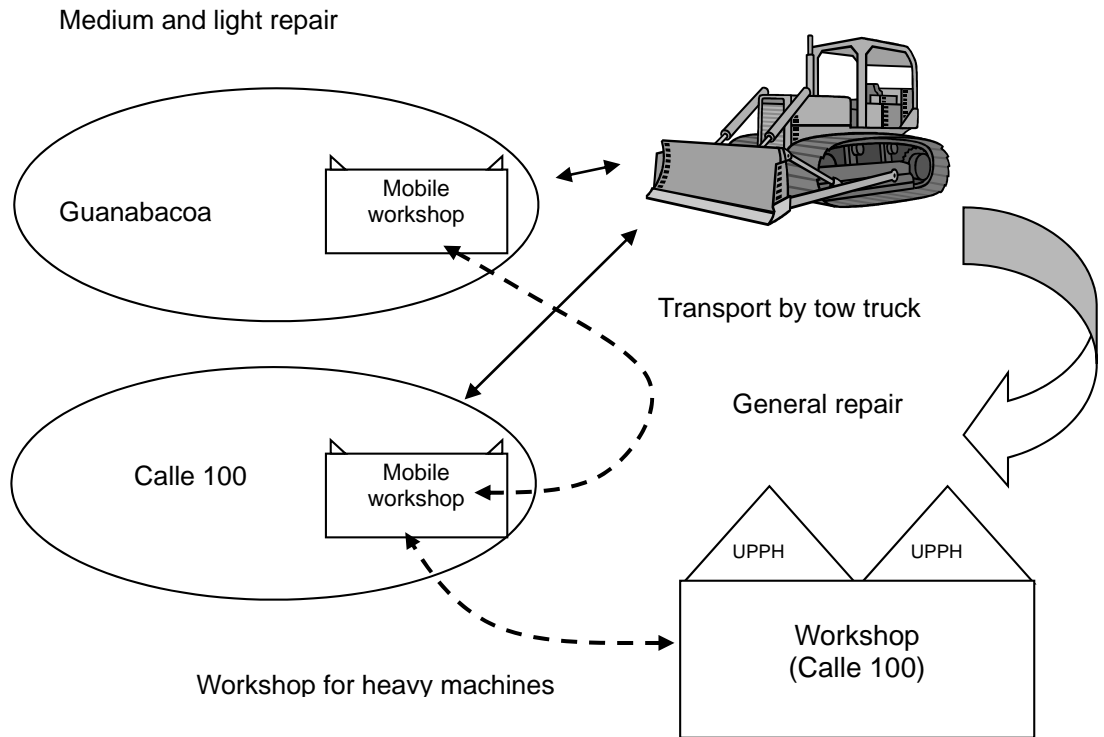 Medium and light repair
Guanabacoa
Mobile
workshop
Transport by tow truck
General repair
Calle 100
Mobile
workshop
UPPH
UPPH
Workshop
(Calle 100)
Workshop for heavy machines